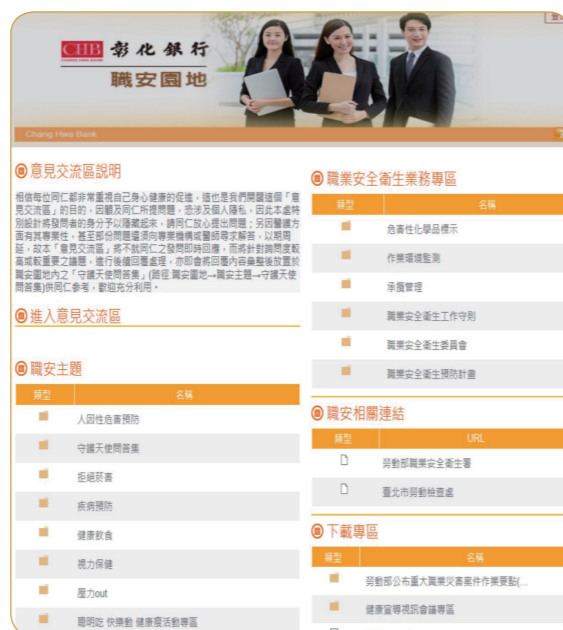 CHB 彰化銀行
CHANG HWA BANK
職安園地
Chang Hwa Bank
意見交流區說明
相信每位同仁都非常重視自己身心健康的促進，這也是我們開闢這個「意
見交流區」的目的，因顧及同仁所提問題，恐涉及個人隱私，因此本處特
別設計將發問者的身分予以隱藏起來，請同仁放心提出問題；另因醫護方
面有其專業性，甚至部份問題還須向專業機構或醫師尋求解答，以期周
延，故本「意見交流區」將不就同仁之發問即時回應，而將針對詢問度較
高或較重要之議題，進行後續回覆處理，亦即會將回覆內容彙整後放置於
職安園地內之「守護天使問答集」(路徑:職安園地→職安主題→守護天使
問答集)供同仁參考，歡迎充分利用。
進入意見交流區
職安主題
類型 名稱
人因性危害預防
守護天使問答集
拒絕菸害
疾病預防
健康飲食
視力保健
壓力out
聰明吃 快樂動 健康瘦活動專區
職業安全衛生業務專區
類型 名稱
危害性化學品標示
作業環境監測
承攬管理
職業安全衛生工作守則
職業安全衛生委員會
職業安全衛生預防計畫
職安相關連結
類型 URL
勞動部職業安全衛生署
臺北市勞動檢查處
下載專區
類型 名稱
勞動部公布重大職業災害案件作業要點(...
健康宣導視訊會議專區